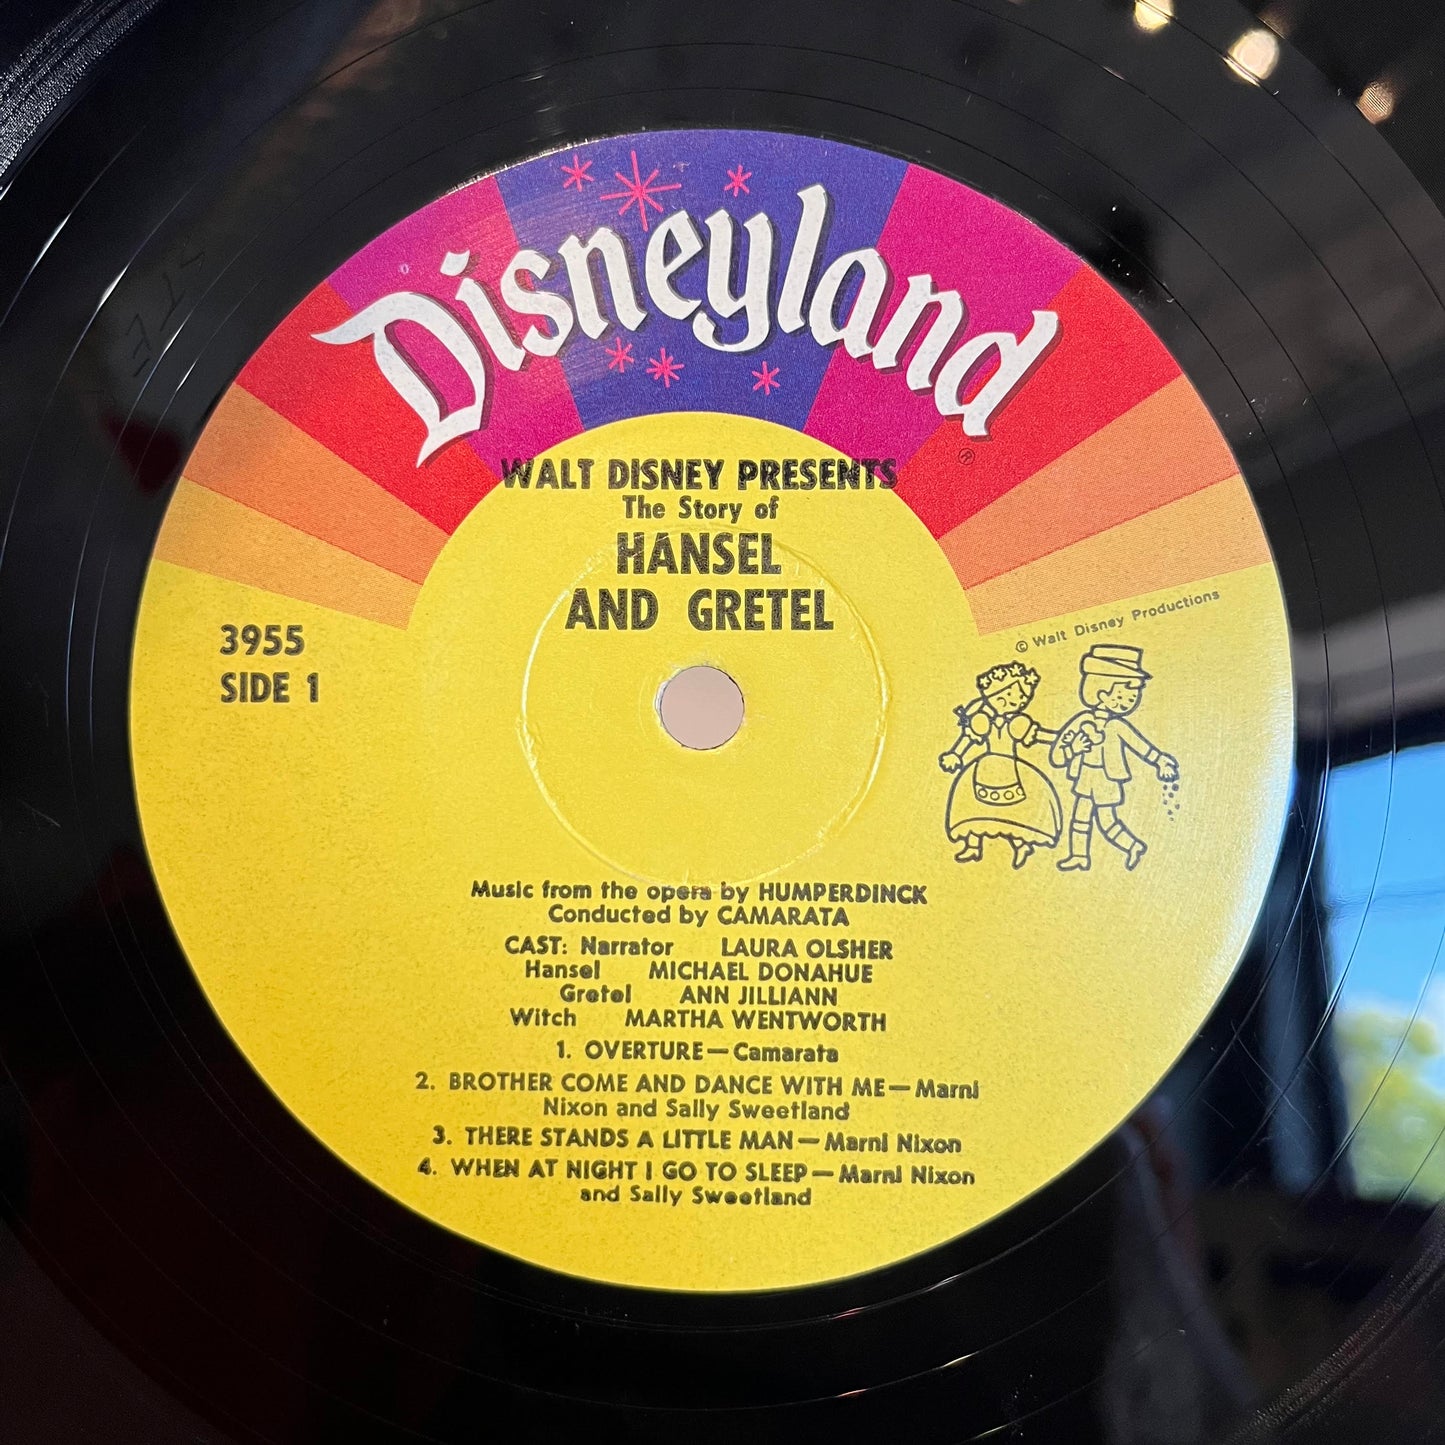 Disneyland®
WALT DISNEY PRESENTS
The Story of
HANSEL
AND GRETEL
3955
SIDE 1
© Walt Disney Productions
Music from the opera by HUMPERDINCK
Conducted by CAMARATA
CAST: Narrator LAURA OLSHER
Hansel MICHAEL DONAHUE
Gretel ANN JILLIANN
Witch MARTHA WENTWORTH
1. OVERTURE—Camarata
2. BROTHER COME AND DANCE WITH ME—Marni
Nixon and Sally Sweetland
3. THERE STANDS A LITTLE MAN—Marni Nixon
4. WHEN AT NIGHT I GO TO SLEEP—Marni Nixon
and Sally Sweetland